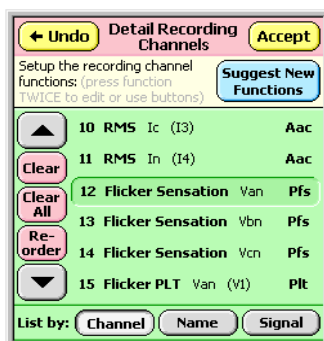 ← Undo
Detail Recording
Channels
Accept
Setup the recording channel
functions: (press function
TWICE to edit or use buttons)
Suggest New
Functions
10 RMS Ic (I3) Aac
11 RMS In (I4) Aac
12 Flicker Sensation Van Pfs
13 Flicker Sensation Vbn Pfs
14 Flicker Sensation Vcn Pfs
15 Flicker PLT Van (V1) Plt
Clear
Clear
All
Re-
order
List by: Channel Name Signal